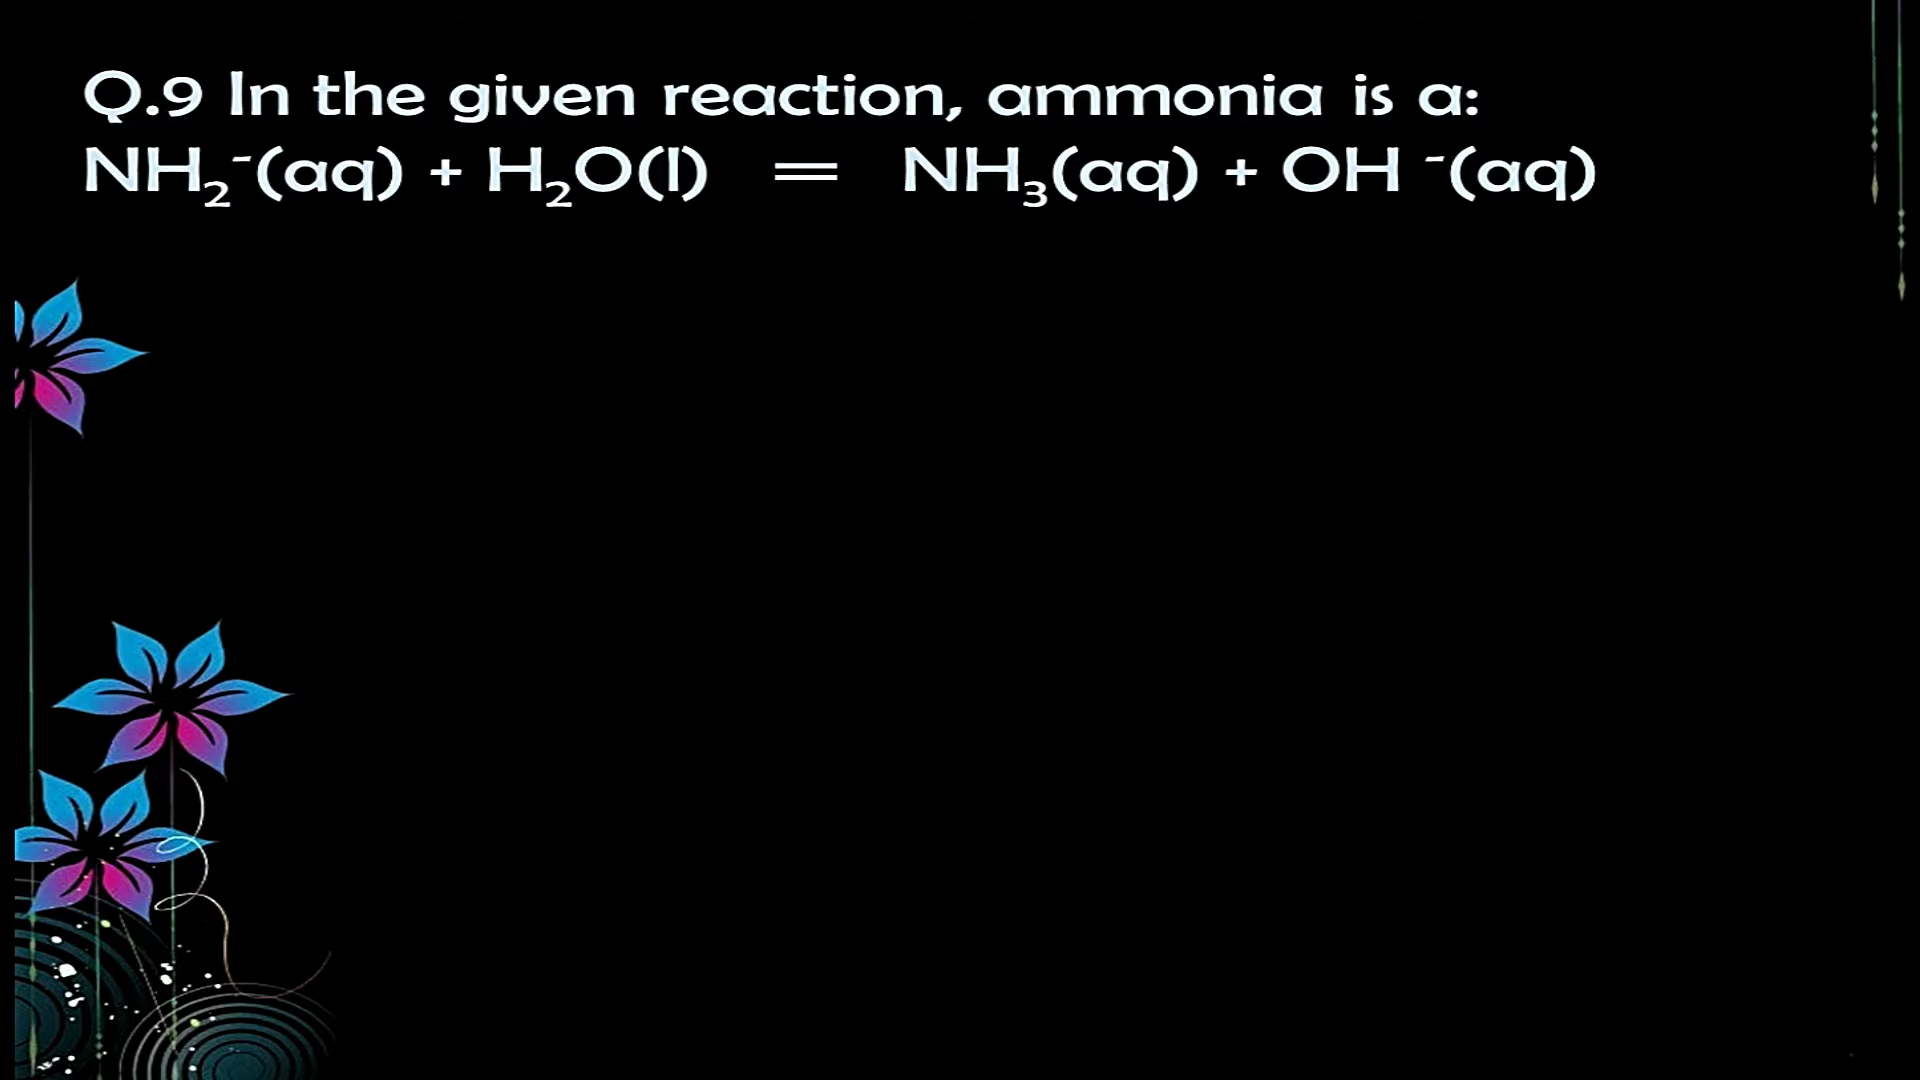 Q.9 In the given reaction, ammonia is a:
NH₂⁻(aq) + H₂O(l) = NH₃(aq) + OH ⁻(aq)